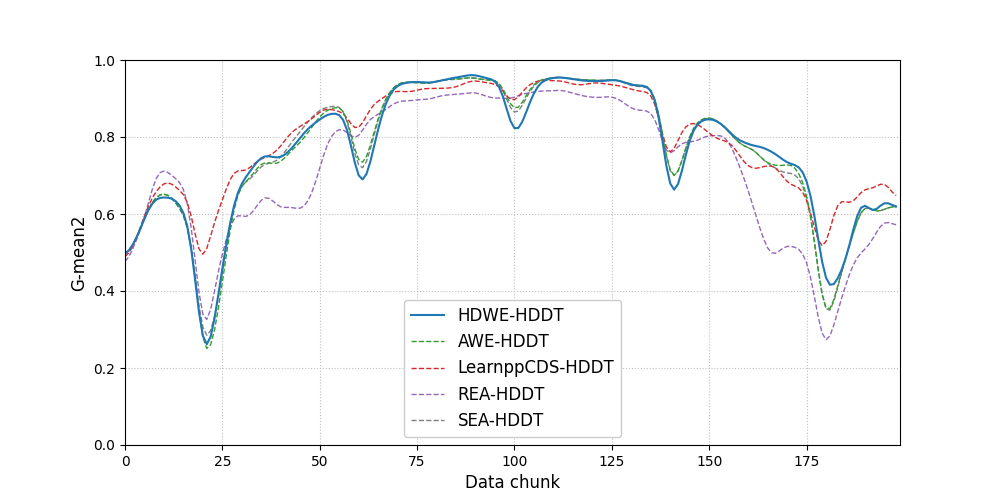 1.0
0.8
0.6
0.4
0.2
0.0
G-mean2
HDWE-HDDT
AWE-HDDT
LearnppCDS-HDDT
REA-HDDT
SEA-HDDT
0 25 50 75 100 125 150 175
Data chunk